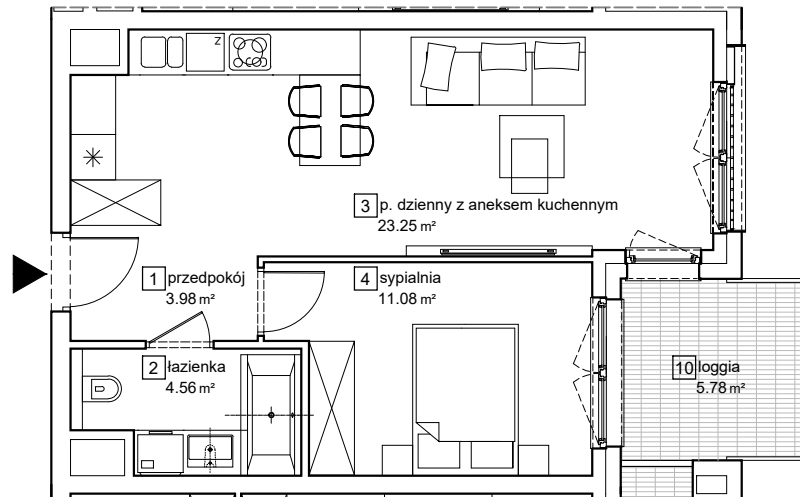 Z
3 p. dzienny z aneksem kuchennym
23.25 m²
1 przedpokój
3.98 m²
4 sypialnia
11.08 m²
2 łazienka
4.56 m²
10 loggia
5.78 m²